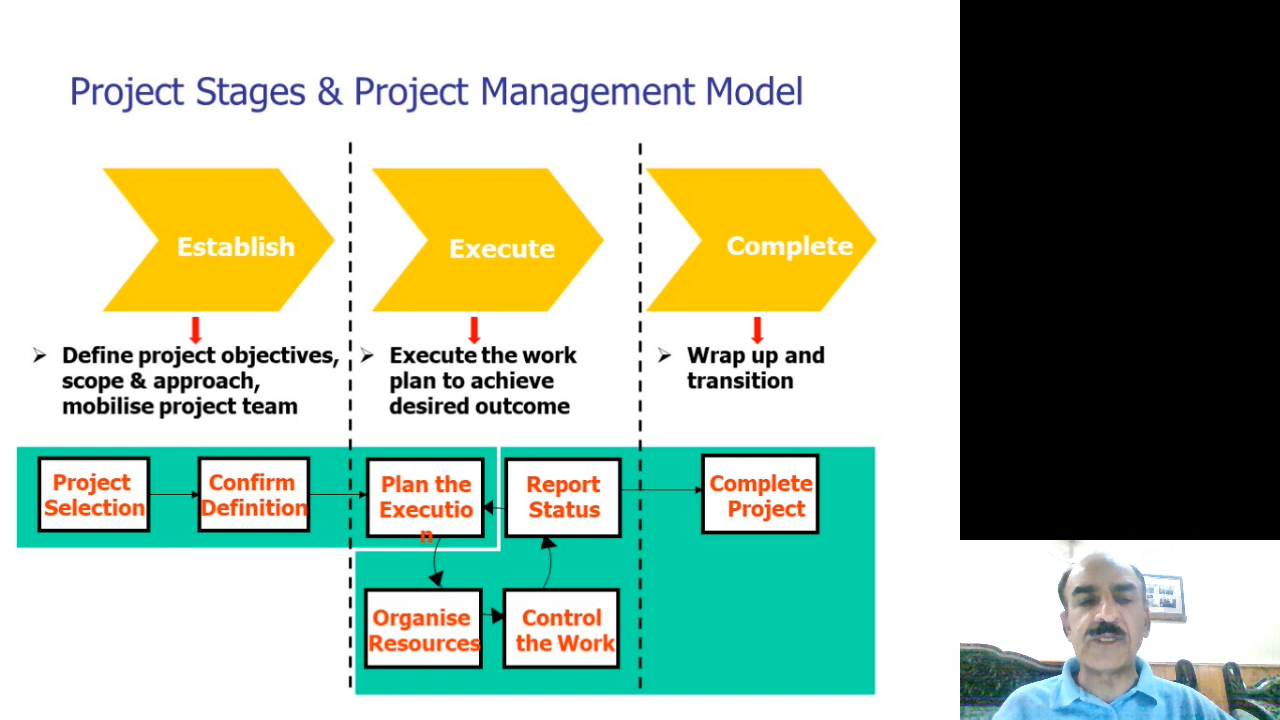 Project Stages & Project Management Model
Establish
Execute
Complete
Define project objectives,
scope & approach,
mobilise project team
Execute the work
plan to achieve
desired outcome
Wrap up and
transition
Project
Selection
Confirm
Definition
Plan the
Executio
n
Report
Status
Complete
Project
Organise
Resources
Control
the Work